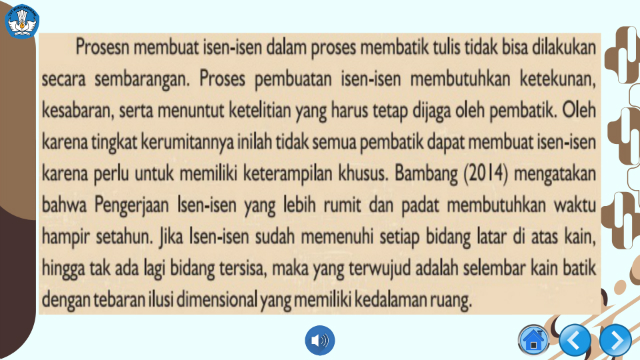 Prosesn membuat isen-isen dalam proses membatik tulis tidak bisa dilakukan
secara sembarangan. Proses pembuatan isen-isen membutuhkan ketekunan,
kesabaran, serta menuntut ketelitian yang harus tetap dijaga oleh pembatik. Oleh
karena tingkat kerumitannya inilah tidak semua pembatik dapat membuat isen-isen
karena perlu untuk memiliki keterampilan khusus. Bambang (2014) mengatakan
bahwa Pengerjaan Isen-isen yang lebih rumit dan padat membutuhkan waktu
hampir setahun. Jika Isen-isen sudah memenuhi setiap bidang latar di atas kain,
hingga tak ada lagi bidang tersisa, maka yang terwujud adalah selembar kain batik
dengan tebaran ilusi dimensional yang memiliki kedalaman ruang.